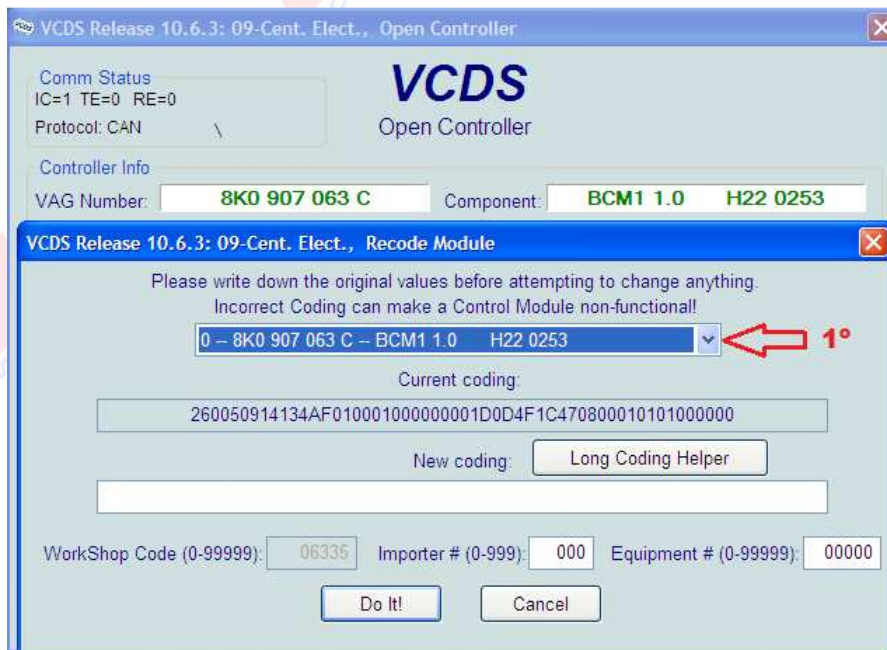 VCDS Release 10.6.3: 09-Cent. Elect., Open Controller
Comm Status
IC=1 TE=0 RE=0
Protocol: CAN \
VCDS
Open Controller
Controller Info
VAG Number: 8K0 907 063 C Component: BCM1 1.0 H22 0253
VCDS Release 10.6.3: 09-Cent. Elect., Recode Module
Please write down the original values before attempting to change anything.
Incorrect Coding can make a Control Module non-functional!
0 -- 8K0 907 063 C -- BCM1 1.0 H22 0253 1º
Current coding:
260050914134AF010001000000001D0D4F1C470800010101000000
New coding: Long Coding Helper
WorkShop Code (0-99999): 06335 Importer # (0-999): 000 Equipment # (0-99999): 00000
Do It! Cancel